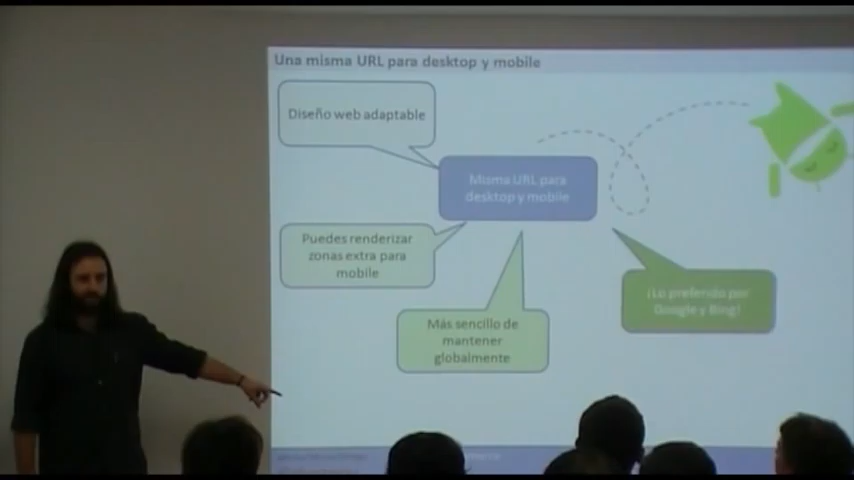 Una misma URL para desktop y mobile
Diseño web adaptable
Misma URL para
desktop y mobile
Puedes renderizar
zonas extra para
mobile
¡Lo preferido por
Google y Bing!
Más sencillo de
mantener
globalmente